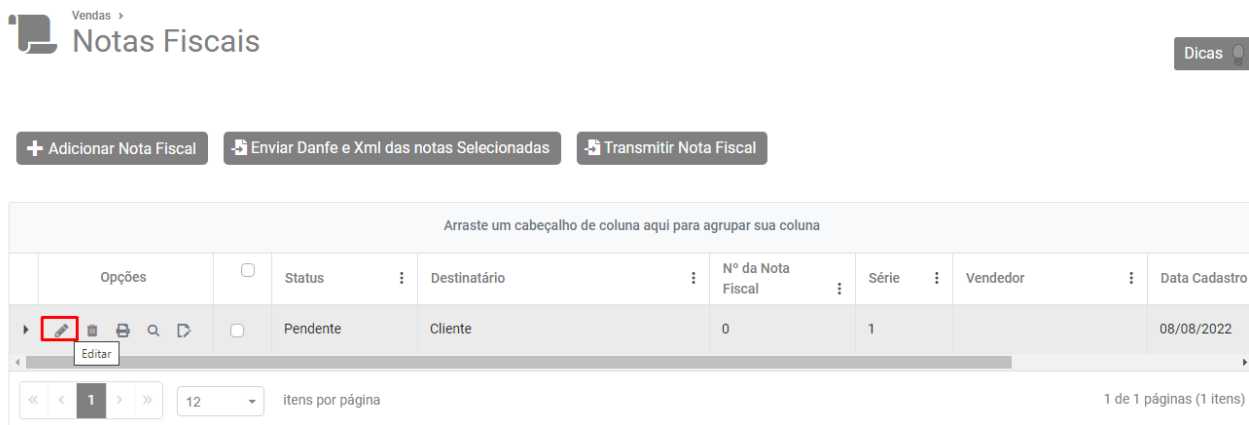 Vendas ›
Notas Fiscais
Dicas
Adicionar Nota Fiscal
Enviar Danfe e Xml das notas Selecionadas
Transmitir Nota Fiscal
Arraste um cabeçalho de coluna aqui para agrupar sua coluna
Opções Status Destinatário Nº da Nota Fiscal Série Vendedor Data Cadastro
Pendente Cliente 0 1 08/08/2022
Editar
« ‹ 1 › » 12 itens por página 1 de 1 páginas (1 itens)